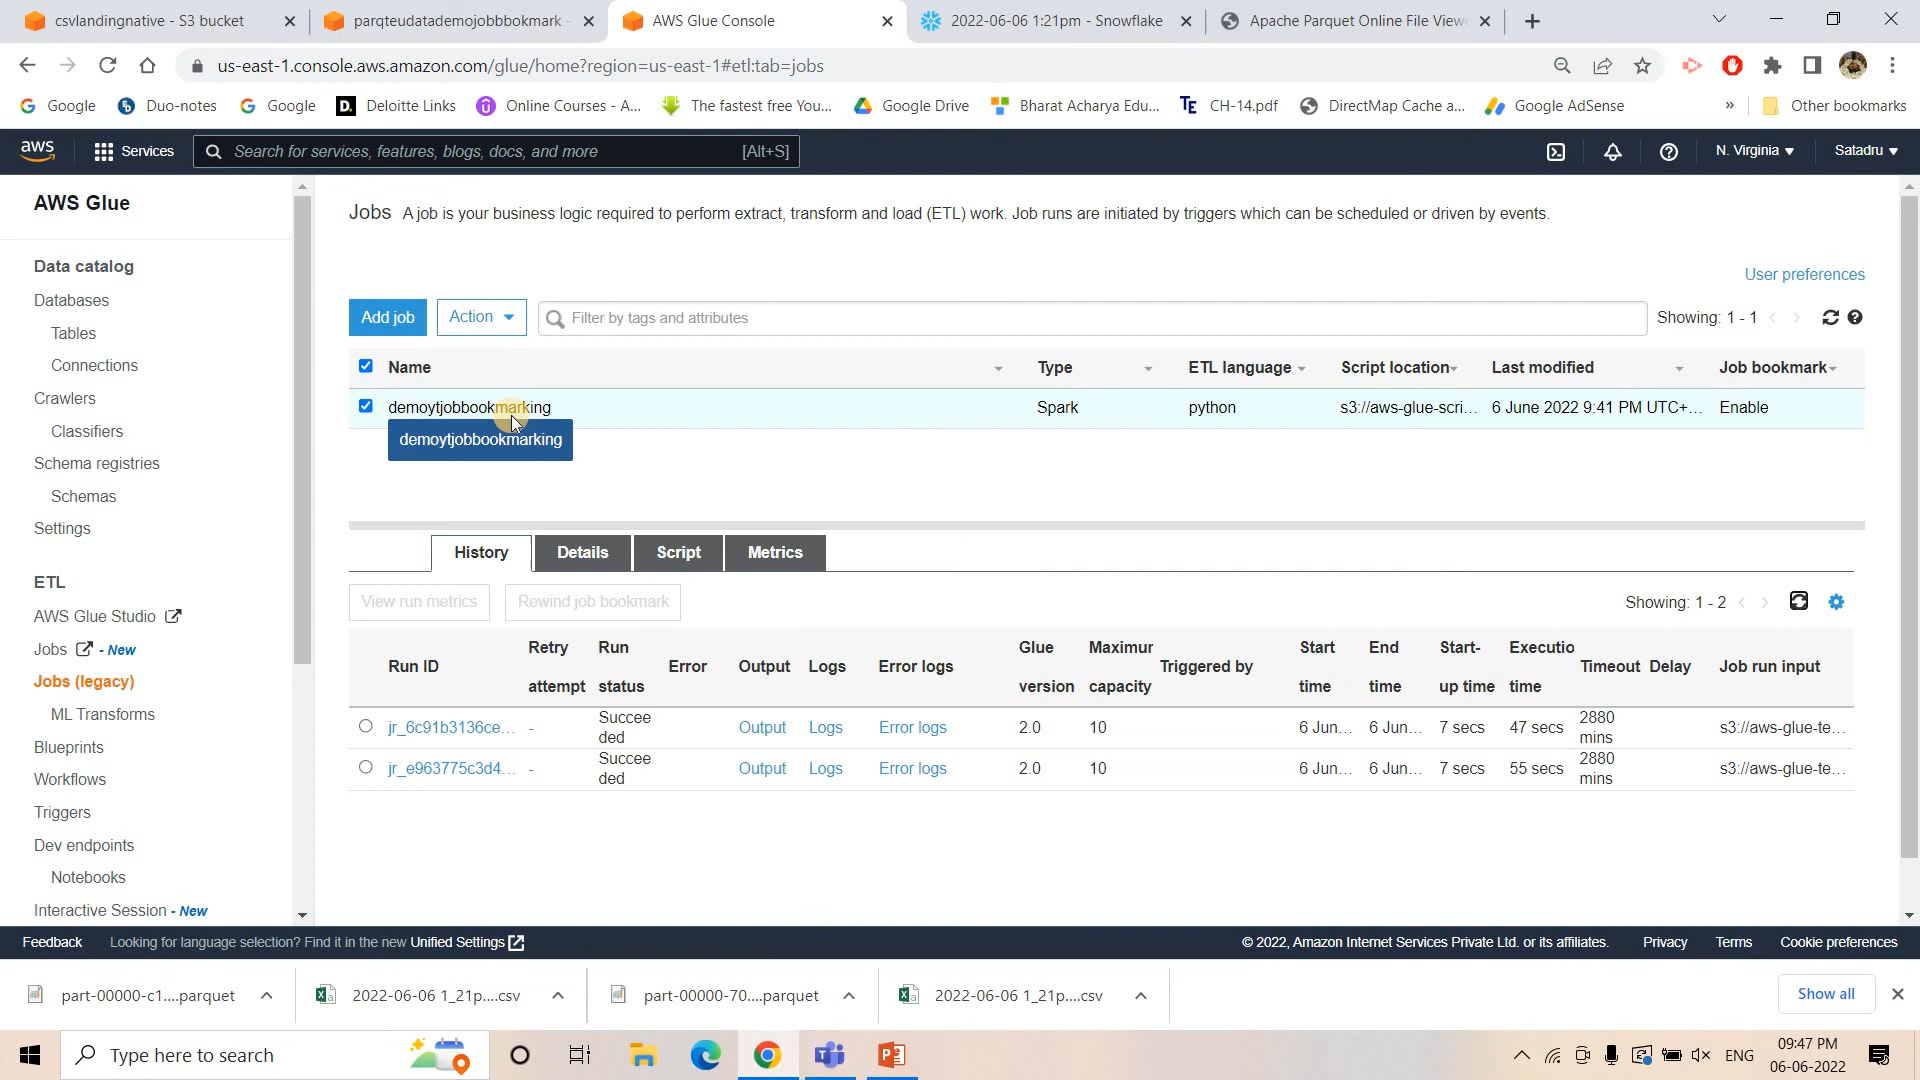 csvlandingnative - S3 bucket
parqteudatademojobbbokmark -
AWS Glue Console
2022-06-06 1:21pm - Snowflake
Apache Parquet Online File View
us-east-1.console.aws.amazon.com/glue/home?region=us-east-1#etl:tab=jobs
Google
Duo-notes
Google
Deloitte Links
Online Courses - A...
The fastest free You...
Google Drive
Bharat Acharya Edu...
TE CH-14.pdf
DirectMap Cache a...
Google AdSense
»
Other bookmarks
aws
Services
Search for services, features, blogs, docs, and more [Alt+S]
N. Virginia
Satadru
AWS Glue
Data catalog
Databases
Tables
Connections
Crawlers
Classifiers
Schema registries
Schemas
Settings
ETL
AWS Glue Studio
Jobs - New
Jobs (legacy)
ML Transforms
Blueprints
Workflows
Triggers
Dev endpoints
Notebooks
Interactive Session - New
Jobs A job is your business logic required to perform extract, transform and load (ETL) work. Job runs are initiated by triggers which can be scheduled or driven by events.
User preferences
Add job
Action
Filter by tags and attributes
Showing: 1 - 1
Name Type ETL language Script location Last modified Job bookmark
demoytjobbookmarking Spark python s3://aws-glue-scri... 6 June 2022 9:41 PM UTC+... Enable
demoytjobbookmarking
History Details Script Metrics
View run metrics
Rewind job bookmark
Showing: 1 - 2
Run ID Retry attempt Run status Error Output Logs Error logs Glue version Maximur capacity Triggered by Start time End time Start-up time Executio time Timeout Delay Job run input
jr_6c91b3136ce... - Succeeded Output Logs Error logs 2.0 10 6 Jun... 6 Jun... 7 secs 47 secs 2880 mins s3://aws-glue-te...
jr_e963775c3d4... - Succeeded Output Logs Error logs 2.0 10 6 Jun... 6 Jun... 7 secs 55 secs 2880 mins s3://aws-glue-te...
Feedback
Looking for language selection? Find it in the new Unified Settings
© 2022, Amazon Internet Services Private Ltd. or its affiliates.
Privacy
Terms
Cookie preferences
part-00000-c1....parquet
2022-06-06 1_21p....csv
part-00000-70....parquet
2022-06-06 1_21p....csv
Show all
Type here to search
ENG
09:47 PM
06-06-2022